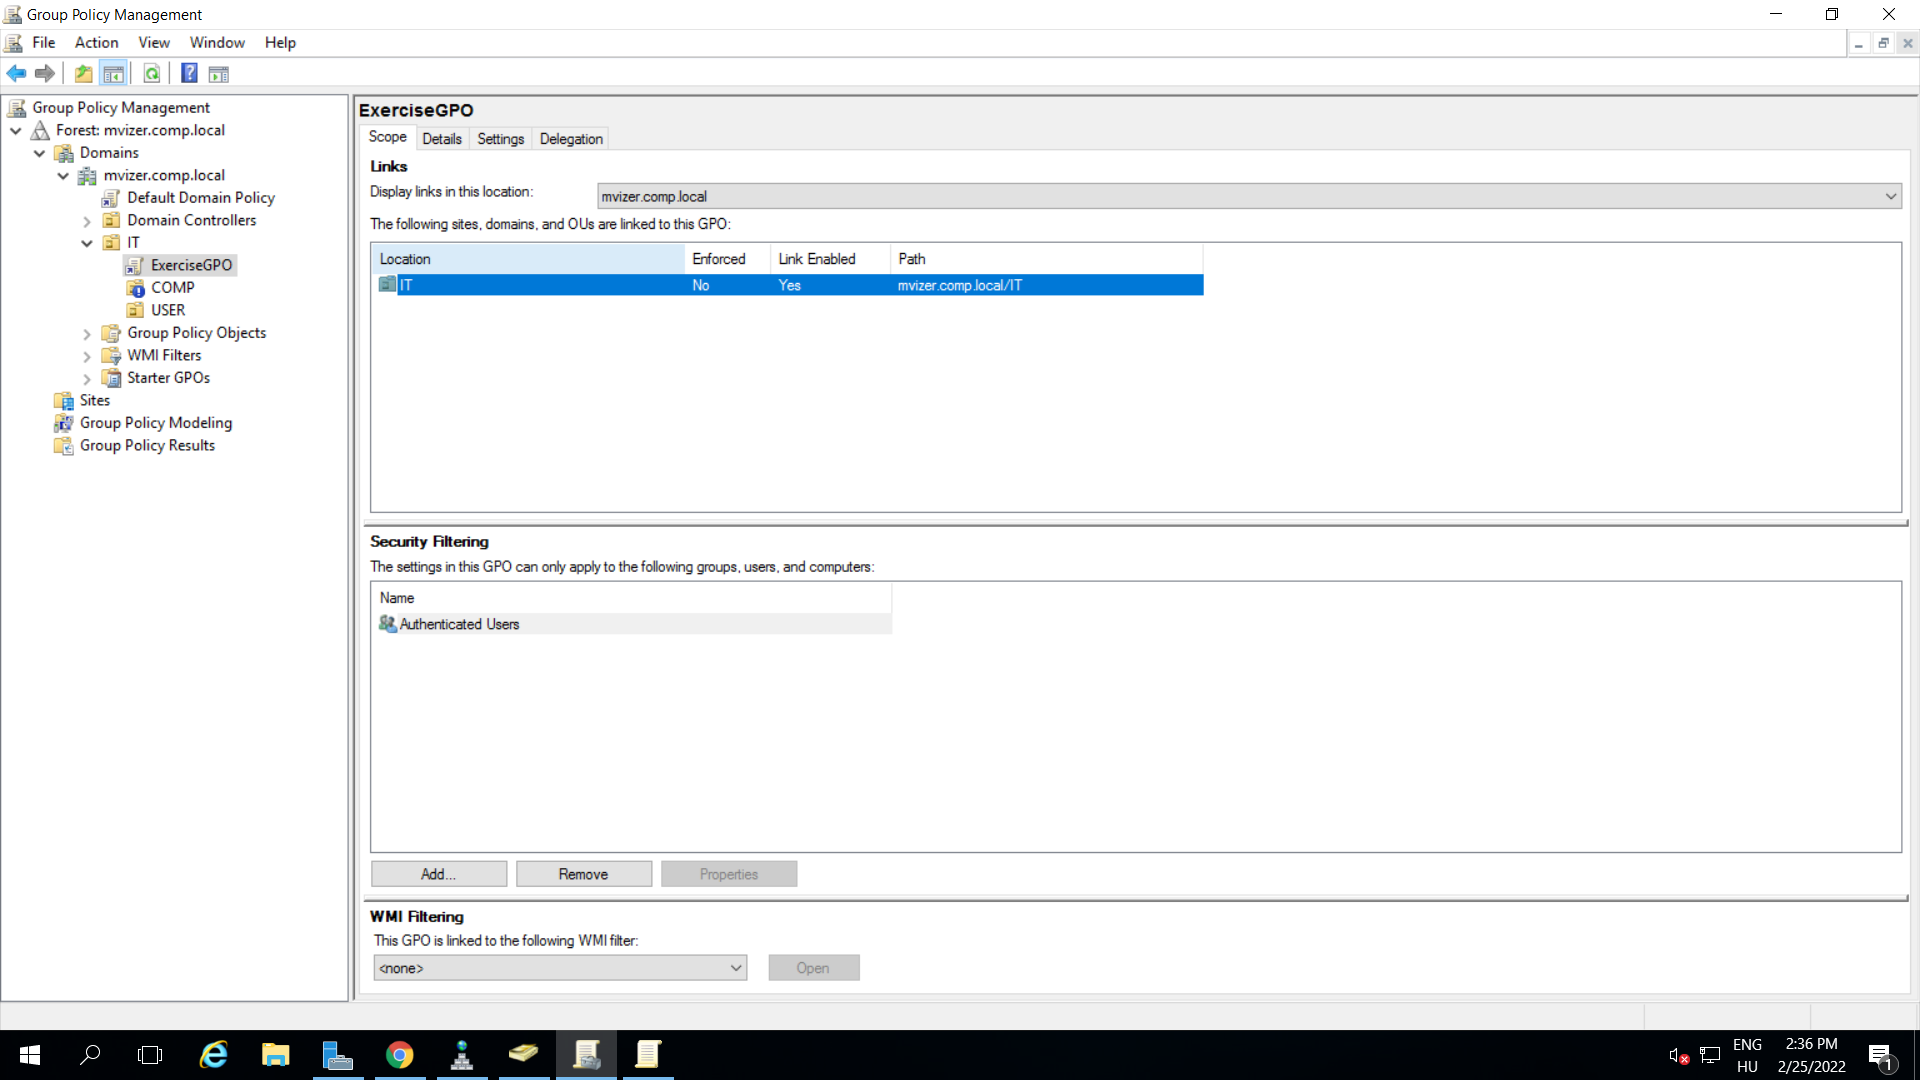 Group Policy Management
File Action View Window Help
Group Policy Management
Forest: mvizer.comp.local
Domains
mvizer.comp.local
Default Domain Policy
Domain Controllers
IT
ExerciseGPO
COMP
USER
Group Policy Objects
WMI Filters
Starter GPOs
Sites
Group Policy Modeling
Group Policy Results
ExerciseGPO
Scope Details Settings Delegation
Links
Display links in this location: mvizer.comp.local
The following sites, domains, and OUs are linked to this GPO:
Location Enforced Link Enabled Path
IT No Yes mvizer.comp.local/IT
Security Filtering
The settings in this GPO can only apply to the following groups, users, and computers:
Name
Authenticated Users
Add... Remove Properties
WMI Filtering
This GPO is linked to the following WMI filter:
<none> Open
ENG 2:36 PM
HU 2/25/2022 1